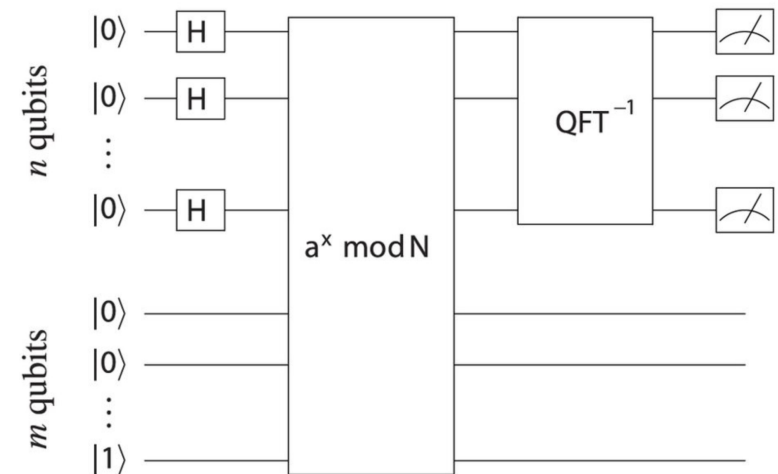 n qubits
|0⟩ H
|0⟩ H
⋮
|0⟩ H
aˣ mod N
QFT⁻¹
m qubits
|0⟩
|0⟩
⋮
|1⟩